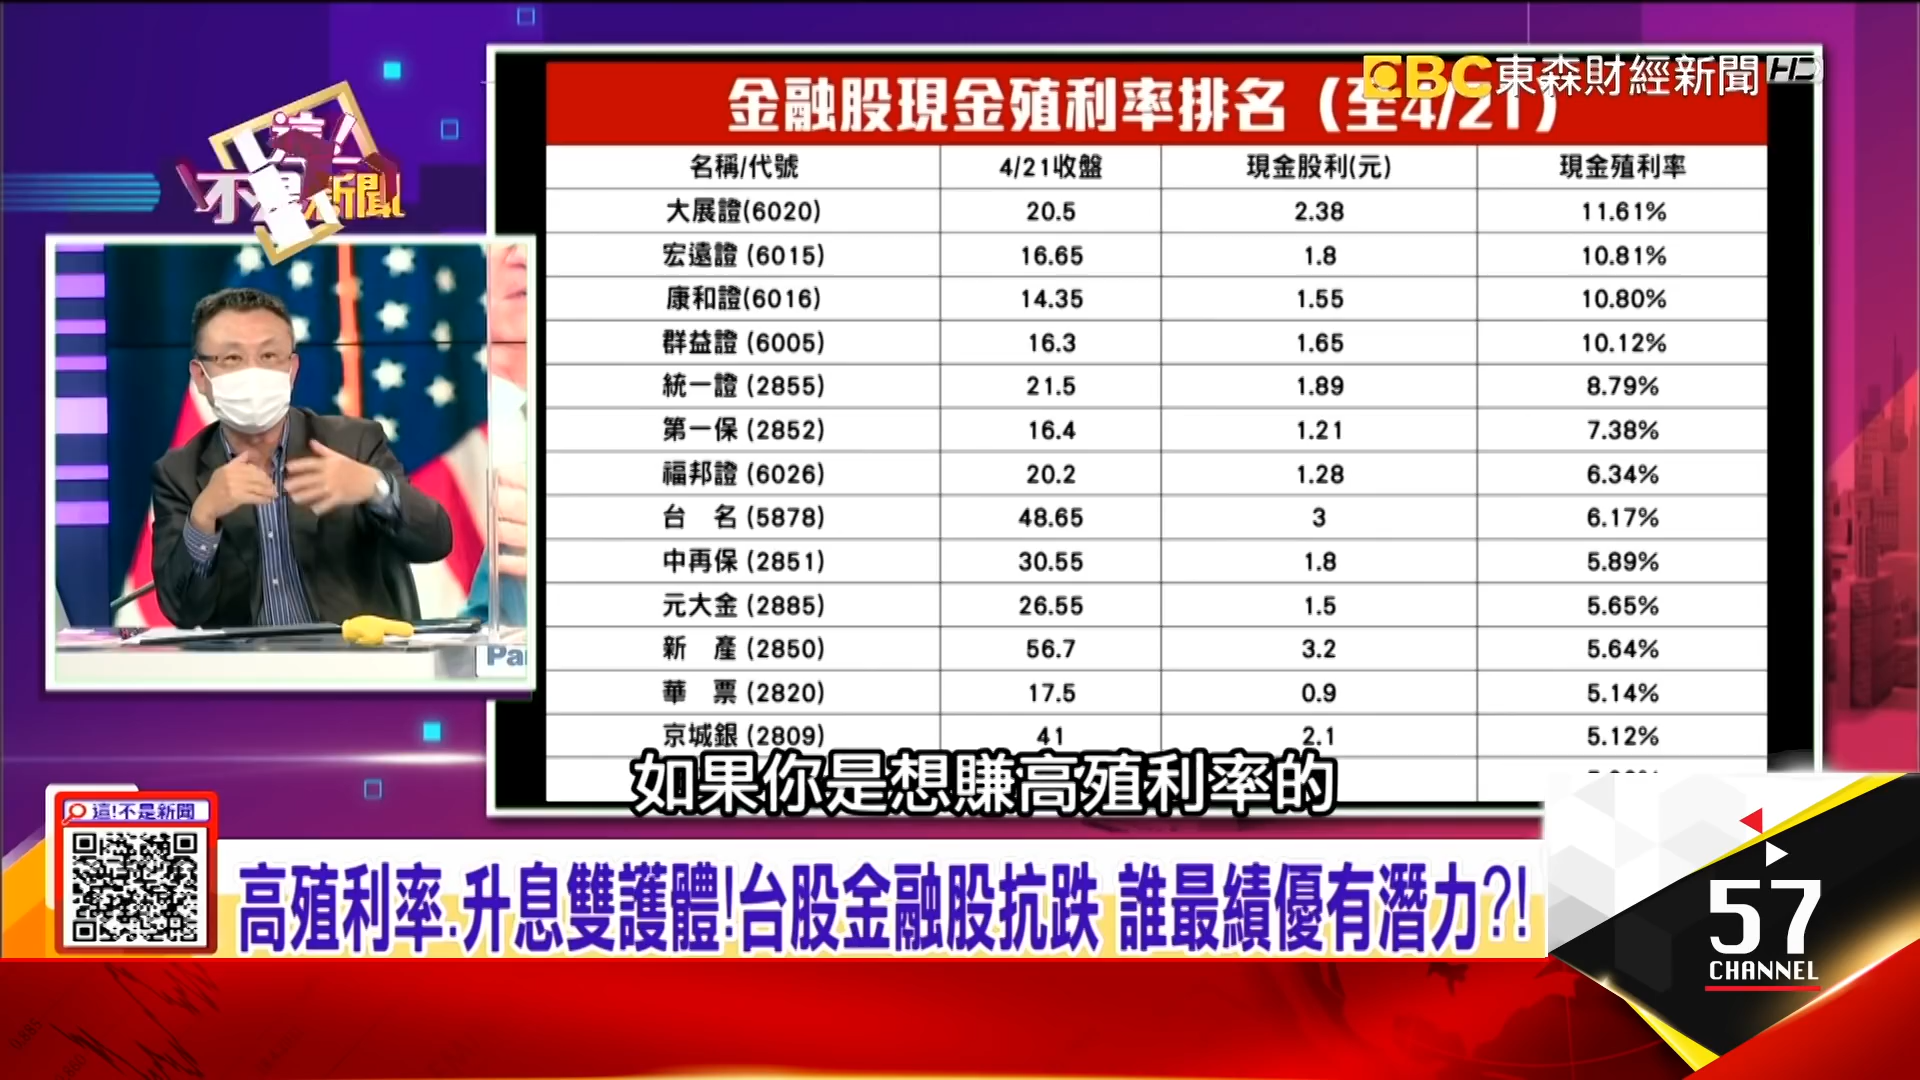 EBC東森財經新聞HD
金融股現金殖利率排名（至4/21）
名稱/代號 4/21收盤 現金股利(元) 現金殖利率
大展證(6020) 20.5 2.38 11.61%
宏遠證 (6015) 16.65 1.8 10.81%
康和證(6016) 14.35 1.55 10.80%
群益證 (6005) 16.3 1.65 10.12%
統一證 (2855) 21.5 1.89 8.79%
第一保 (2852) 16.4 1.21 7.38%
福邦證 (6026) 20.2 1.28 6.34%
台　名 (5878) 48.65 3 6.17%
中再保 (2851) 30.55 1.8 5.89%
元大金 (2885) 26.55 1.5 5.65%
新　產 (2850) 56.7 3.2 5.64%
華　票 (2820) 17.5 0.9 5.14%
京城銀 (2809) 41 2.1 5.12%
這!
不是新聞
Pa
如果你是想賺高殖利率的
這!不是新聞
高殖利率.升息雙護體!台股金融股抗跌 誰最績優有潛力?!
57
CHANNEL